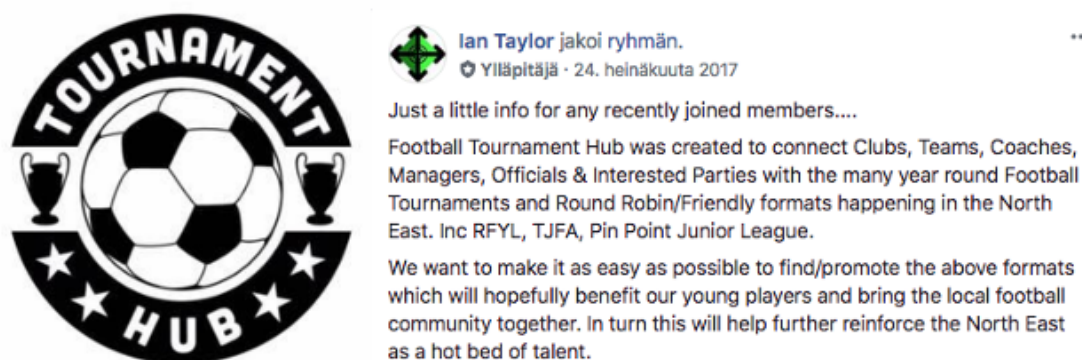 TOURNAMENT
HUB
Ian Taylor jakoi ryhmän.
Ylläpitäjä · 24. heinäkuuta 2017
Just a little info for any recently joined members....
Football Tournament Hub was created to connect Clubs, Teams, Coaches,
Managers, Officials & Interested Parties with the many year round Football
Tournaments and Round Robin/Friendly formats happening in the North
East. Inc RFYL, TJFA, Pin Point Junior League.
We want to make it as easy as possible to find/promote the above formats
which will hopefully benefit our young players and bring the local football
community together. In turn this will help further reinforce the North East
as a hot bed of talent.